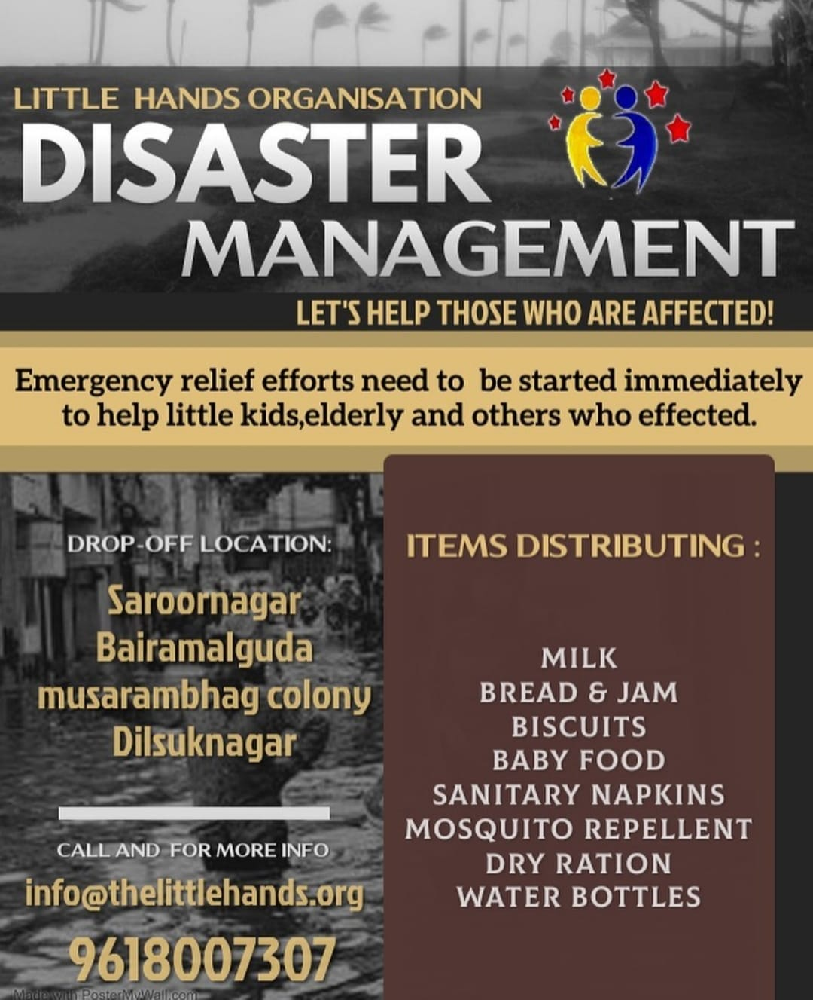 LITTLE HANDS ORGANISATION
DISASTER
MANAGEMENT
LET'S HELP THOSE WHO ARE AFFECTED!
Emergency relief efforts need to be started immediately
to help little kids,elderly and others who effected.
DROP-OFF LOCATION:
Saroornagar
Bairamalguda
musarambhag colony
Dilsuknagar
CALL AND FOR MORE INFO
info@thelittlehands.org
9618007307
ITEMS DISTRIBUTING :
MILK
BREAD & JAM
BISCUITS
BABY FOOD
SANITARY NAPKINS
MOSQUITO REPELLENT
DRY RATION
WATER BOTTLES
Made with PosterMyWall.com